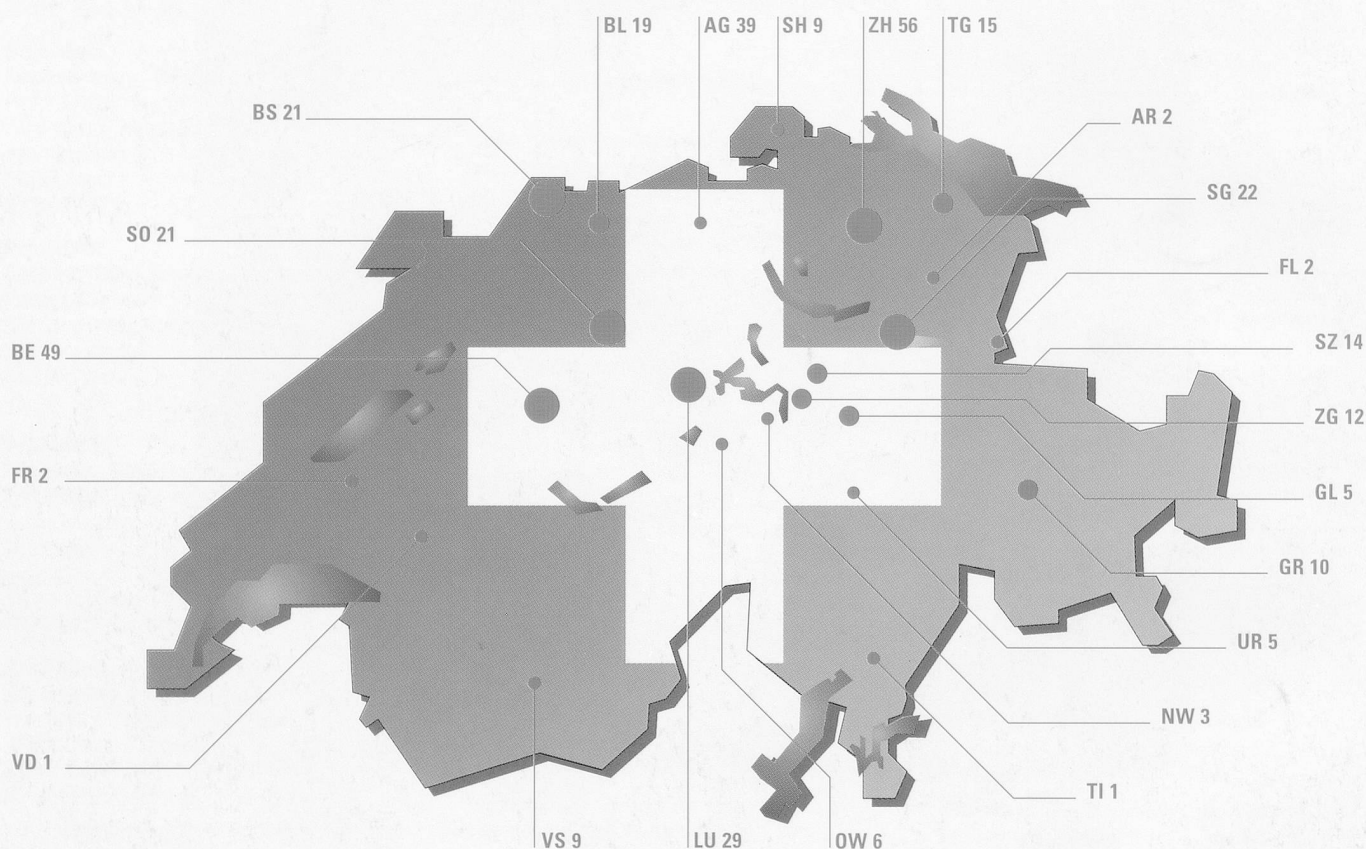 BL 19
AG 39
SH 9
ZH 56
TG 15
BS 21
AR 2
SG 22
SO 21
FL 2
BE 49
SZ 14
ZG 12
FR 2
GL 5
GR 10
UR 5
NW 3
VD 1
TI 1
VS 9
LU 29
OW 6